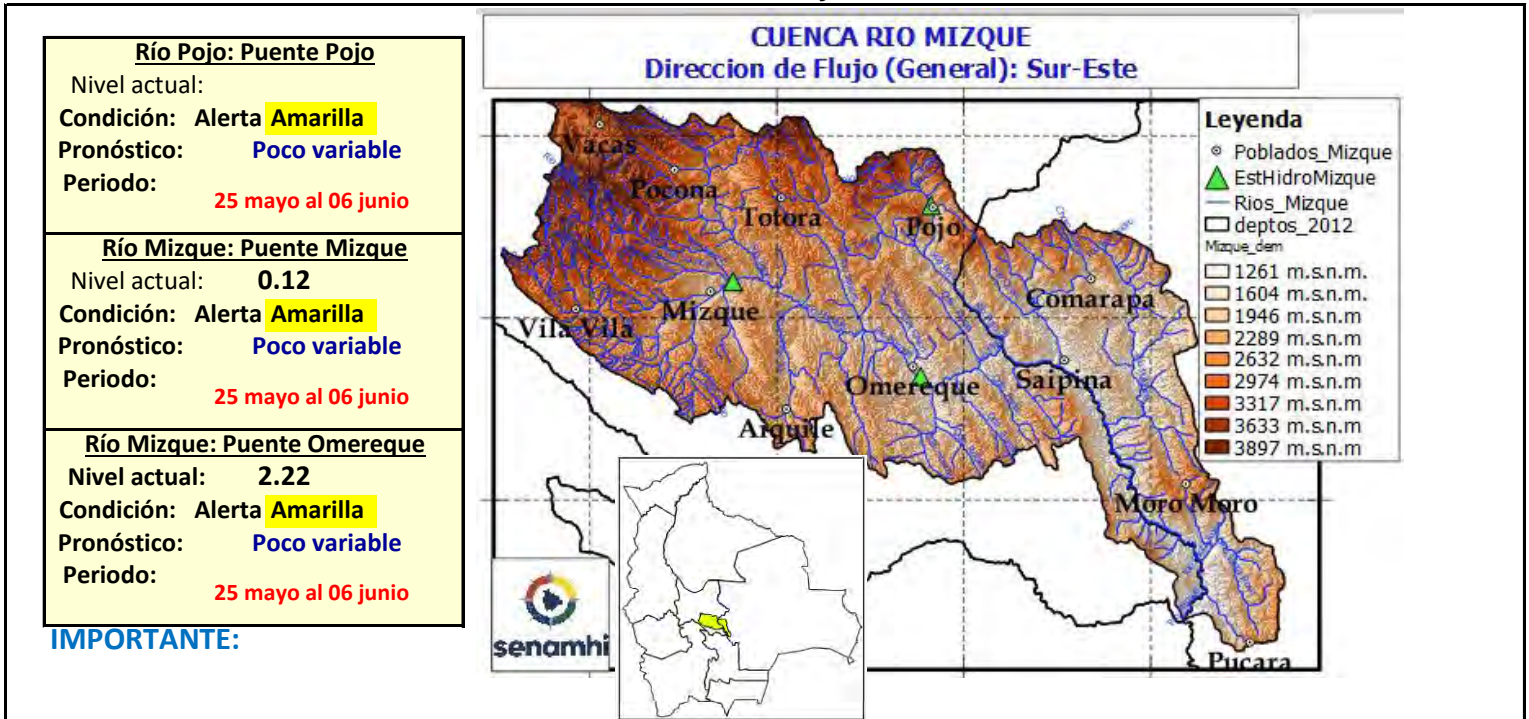 Río Pojo: Puente Pojo
Nivel actual:
Condición: Alerta Amarilla
Pronóstico: Poco variable
Periodo:
25 mayo al 06 junio
Río Mizque: Puente Mizque
Nivel actual: 0.12
Condición: Alerta Amarilla
Pronóstico: Poco variable
Periodo:
25 mayo al 06 junio
Río Mizque: Puente Omereque
Nivel actual: 2.22
Condición: Alerta Amarilla
Pronóstico: Poco variable
Periodo:
25 mayo al 06 junio
IMPORTANTE:
CUENCA RIO MIZQUE
Direccion de Flujo (General): Sur-Este
Vacas
Pocona
Totora
Pojo
Comarapa
Mizque
Vila Vila
Omereque
Saipina
Aiquile
Moro Moro
Pucara
Leyenda
Poblados_Mizque
EstHidroMizque
Rios_Mizque
deptos_2012
Mizque_dem
1261 m.s.n.m.
1604 m.s.n.m.
1946 m.s.n.m
2289 m.s.n.m
2632 m.s.n.m
2974 m.s.n.m
3317 m.s.n.m
3633 m.s.n.m
3897 m.s.n.m
senamhi